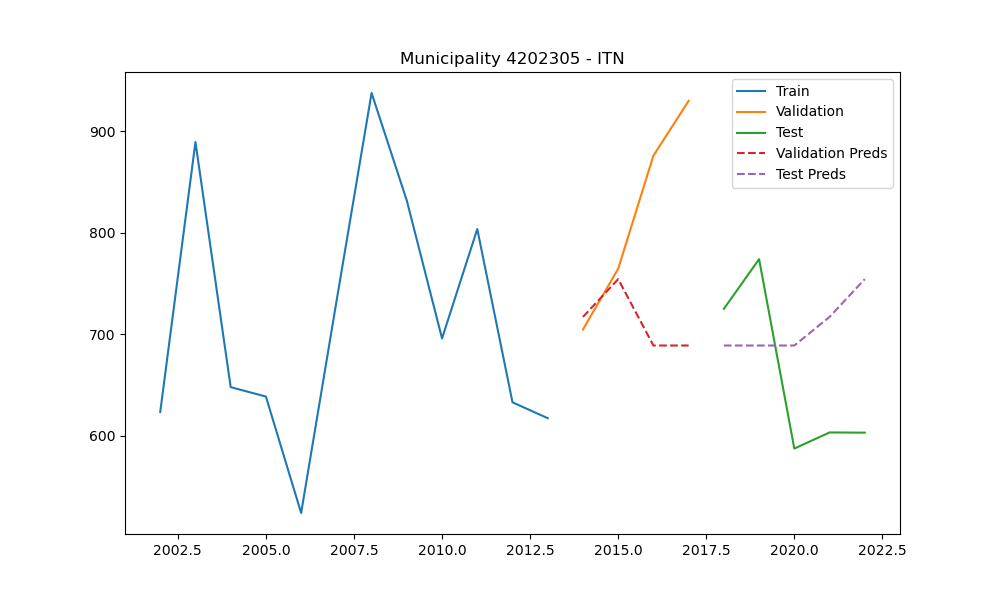 Municipality 4202305 - ITN
Train
Validation
Test
Validation Preds
Test Preds
900
800
700
600
2002.5 2005.0 2007.5 2010.0 2012.5 2015.0 2017.5 2020.0 2022.5